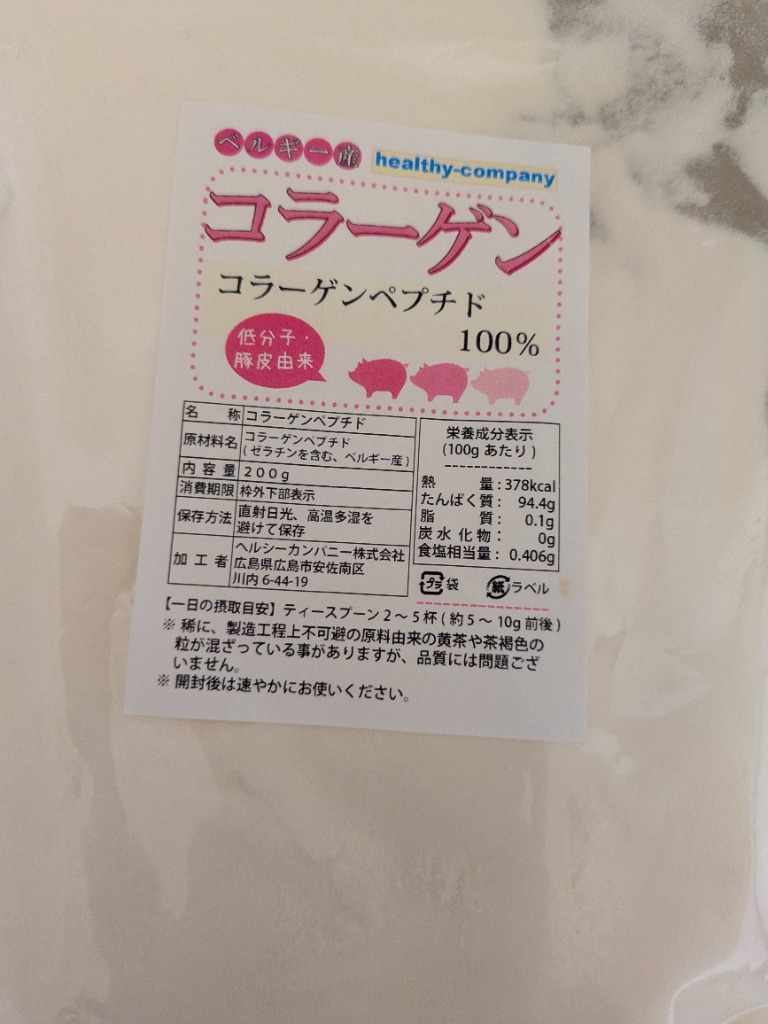 ベルギー産 healthy-company
コラーゲン
コラーゲンペプチド
100%
低分子・
豚皮由来
名称 コラーゲンペプチド
原材料名 コラーゲンペプチド
(ゼラチンを含む、ベルギー産)
内容量 200g
消費期限 枠外下部表示
保存方法 直射日光、高温多湿を
避けて保存
加工者 ヘルシーカンパニー株式会社
広島県広島市安佐南区
川内 6-44-19
栄養成分表示
(100g あたり)
------------
熱量:378kcal
たんぱく質: 94.4g
脂質: 0.1g
炭水化物: 0g
食塩相当量: 0.406g
プラ 袋 紙 ラベル
【一日の摂取目安】ティースプーン2〜5杯(約5〜10g前後)
※ 稀に、製造工程上不可避の原料由来の黄茶や茶褐色の
粒が混ざっている事がありますが、品質には問題ござ
いません。
※ 開封後は速やかにお使いください。